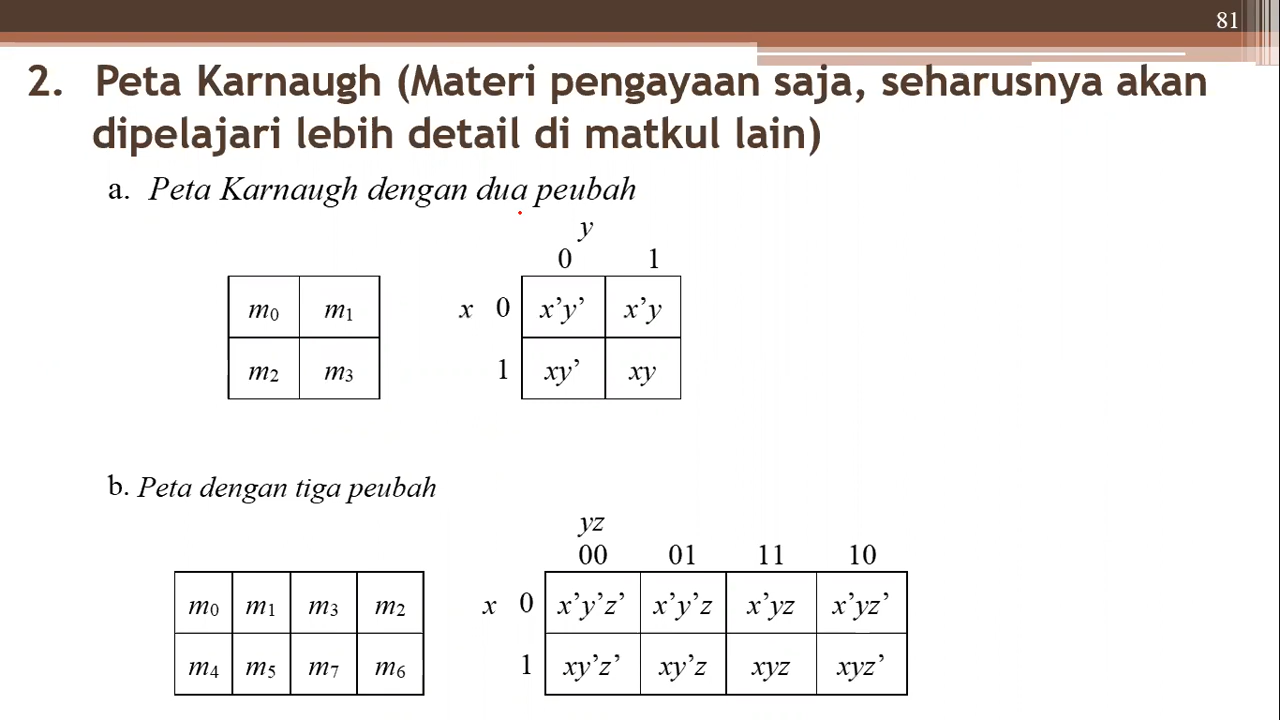 81
2. Peta Karnaugh (Materi pengayaan saja, seharusnya akan
dipelajari lebih detail di matkul lain)
a. Peta Karnaugh dengan dua peubah
y
0 1
m0 m1 x 0 x’y’ x’y
m2 m3 1 xy’ xy
b. Peta dengan tiga peubah
yz
00 01 11 10
m0 m1 m3 m2 x 0 x’y’z’ x’y’z x’yz x’yz’
m4 m5 m7 m6 1 xy’z’ xy’z xyz xyz’